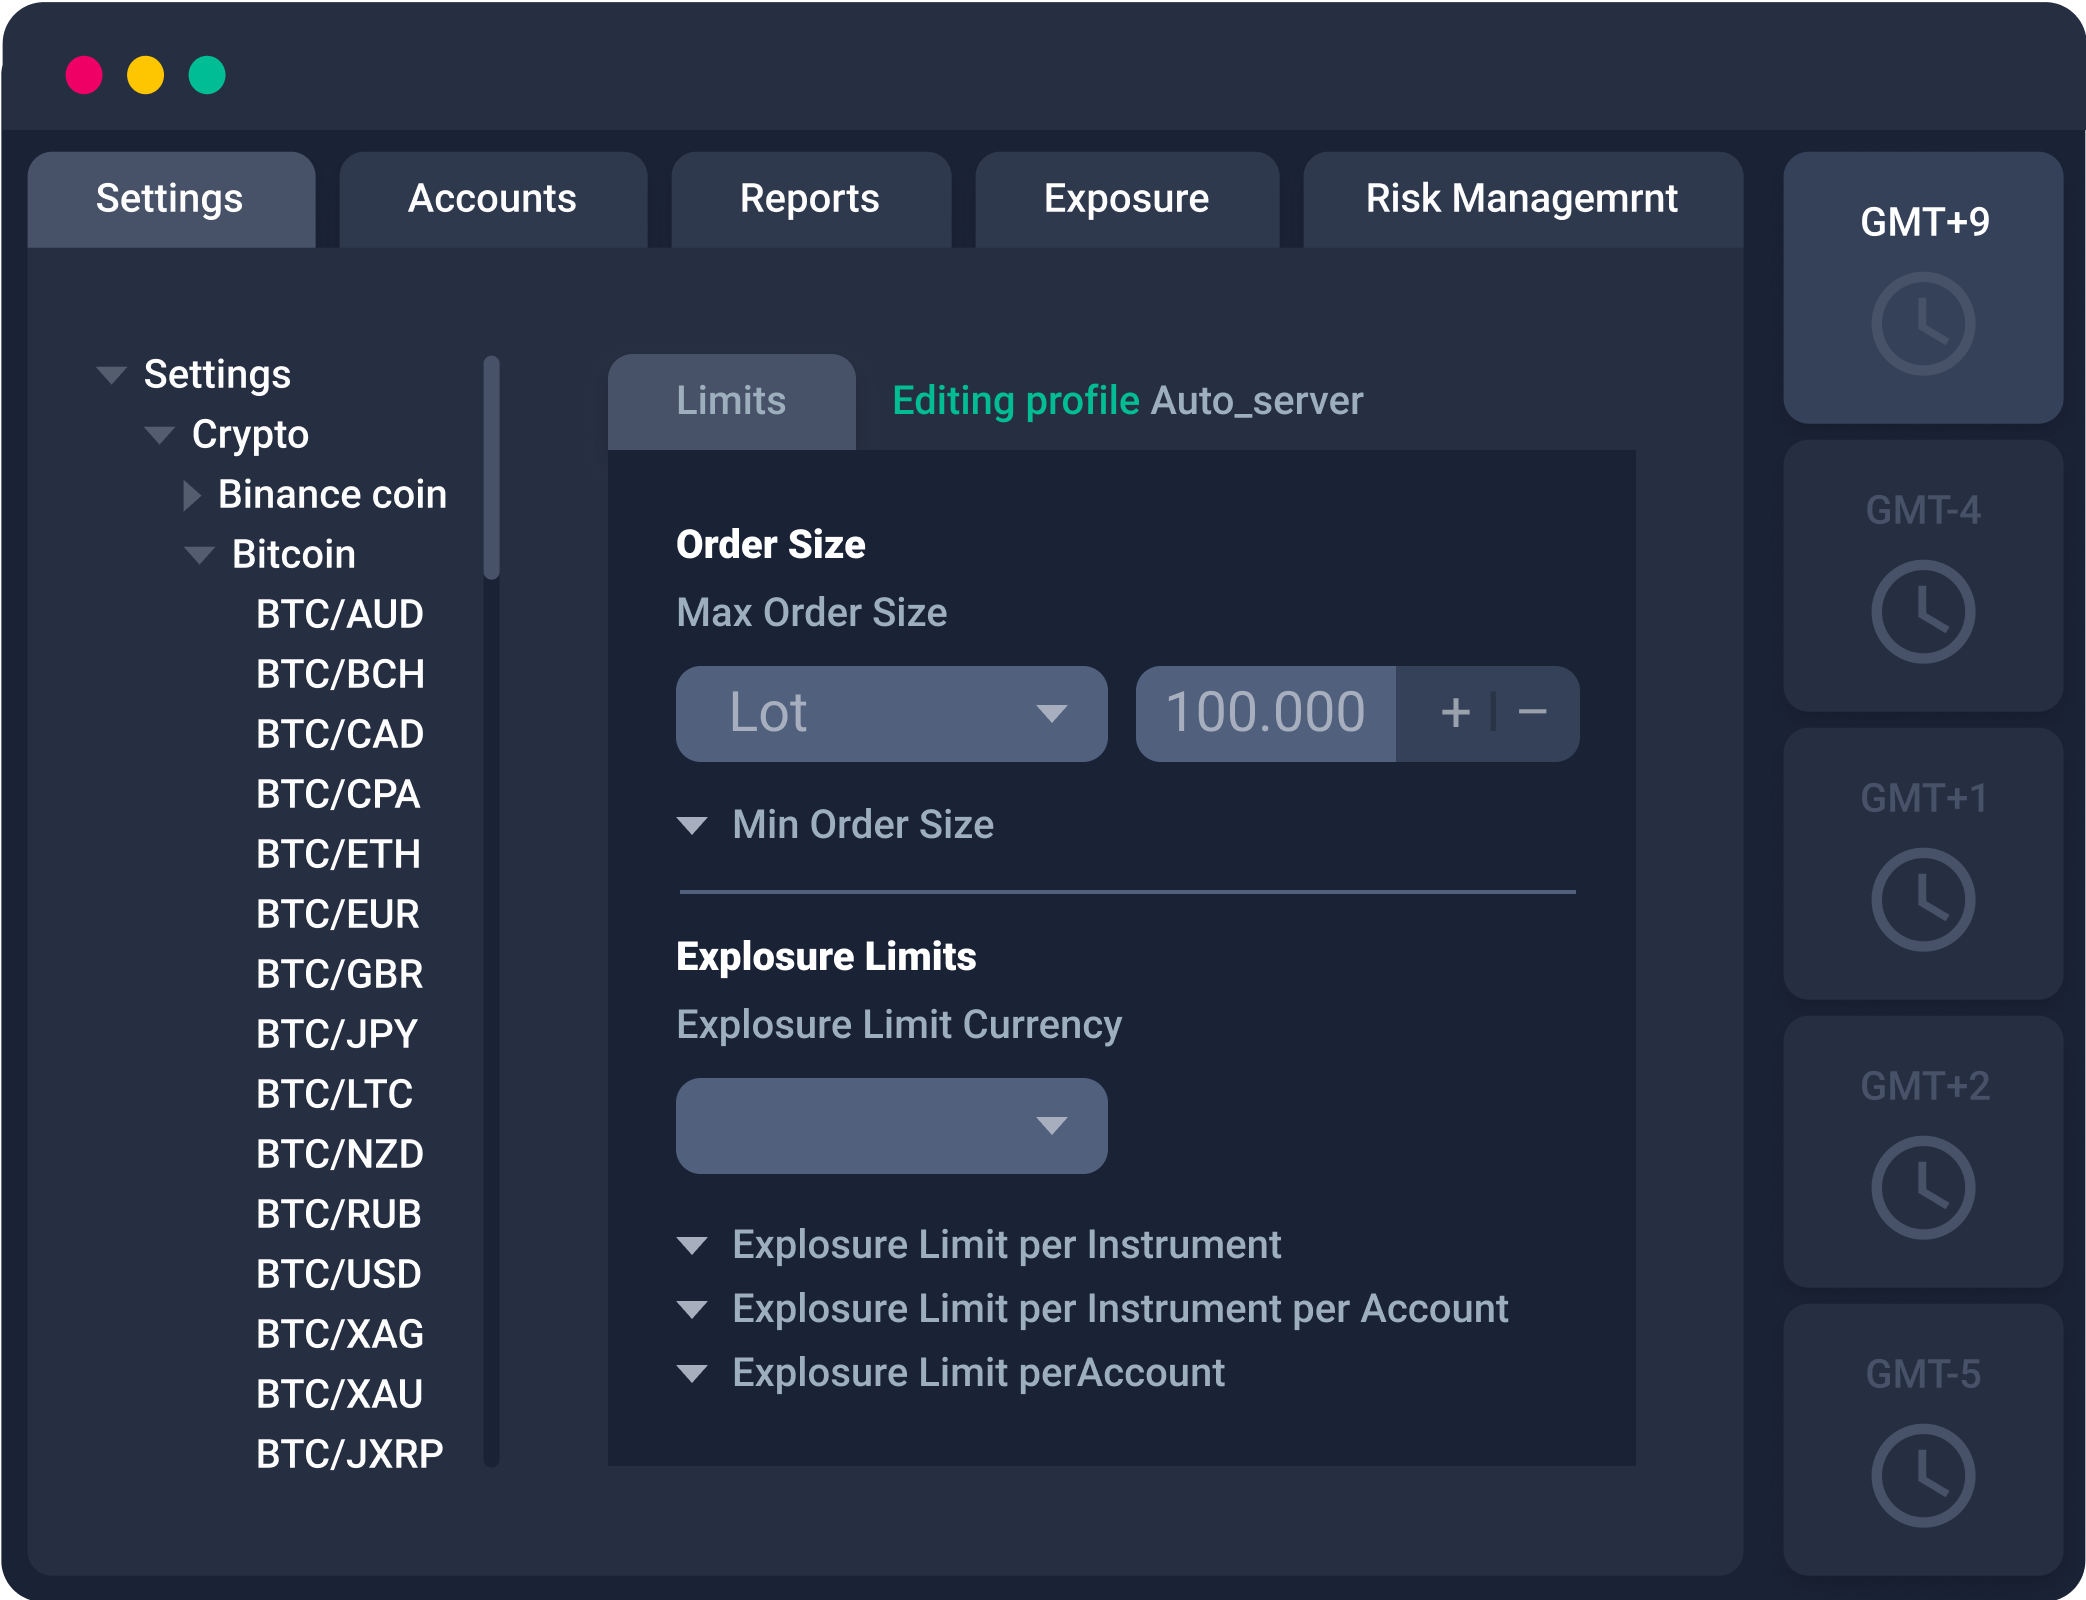 Settings
Accounts
Reports
Exposure
Risk Managemrnt
Settings
Crypto
Binance coin
Bitcoin
BTC/AUD
BTC/BCH
BTC/CAD
BTC/CPA
BTC/ETH
BTC/EUR
BTC/GBR
BTC/JPY
BTC/LTC
BTC/NZD
BTC/RUB
BTC/USD
BTC/XAG
BTC/XAU
BTC/JXRP
Limits
Editing profile Auto_server
Order Size
Max Order Size
Lot
100.000 + | −
Min Order Size
Explosure Limits
Explosure Limit Currency
Explosure Limit per Instrument
Explosure Limit per Instrument per Account
Explosure Limit perAccount
GMT+9
GMT-4
GMT+1
GMT+2
GMT-5